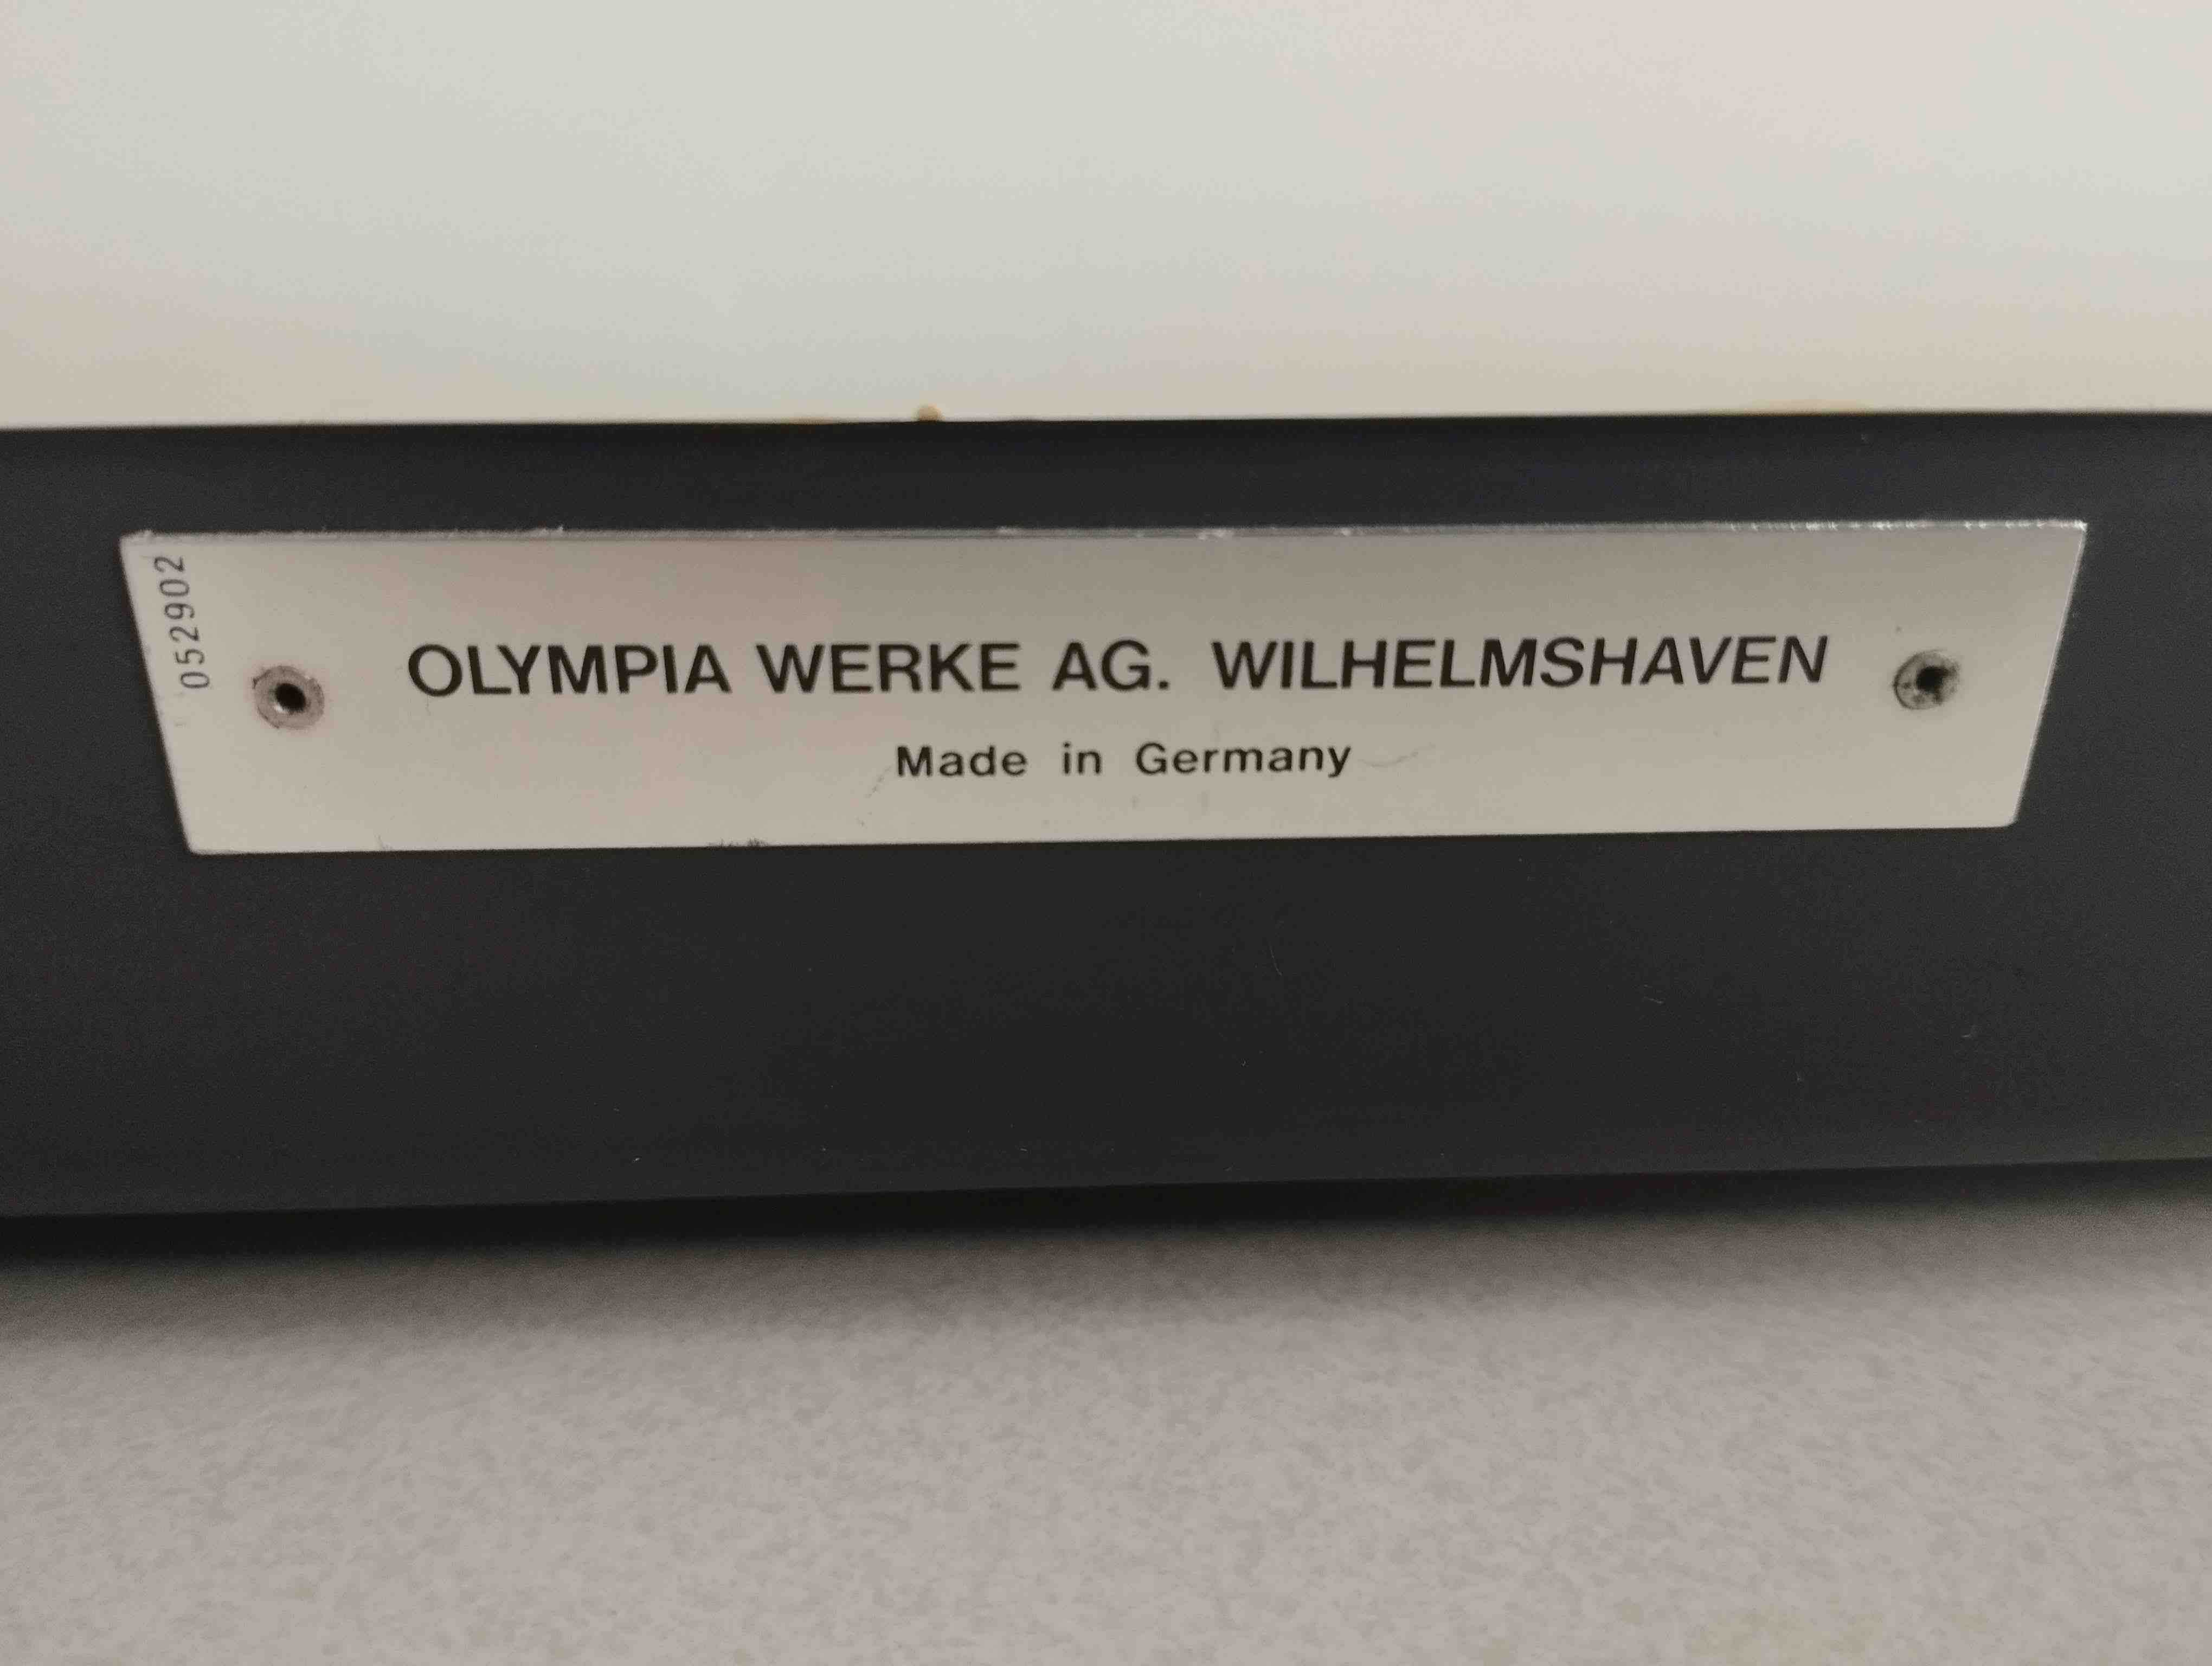 052902
OLYMPIA WERKE AG. WILHELMSHAVEN
Made in Germany